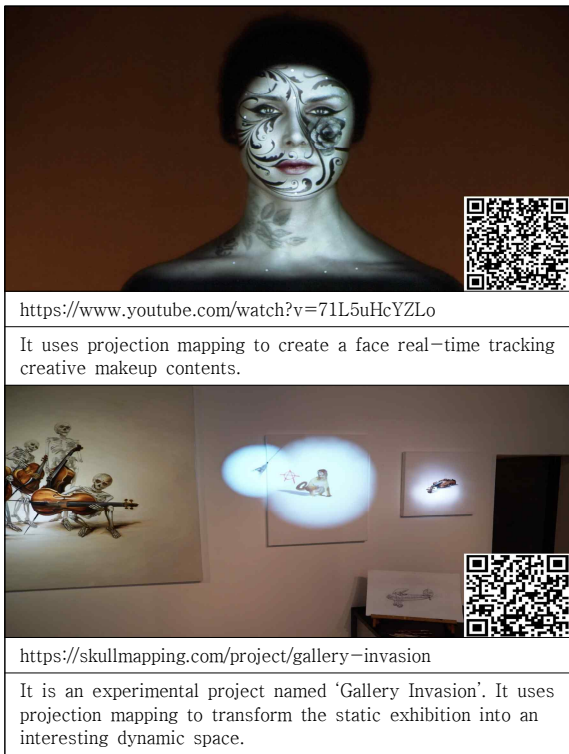 https://www.youtube.com/watch?v=71L5uHcYZLo
It uses projection mapping to create a face real-time tracking
creative makeup contents.
https://skullmapping.com/project/gallery-invasion
It is an experimental project named ‘Gallery Invasion’. It uses
projection mapping to transform the static exhibition into an
interesting dynamic space.